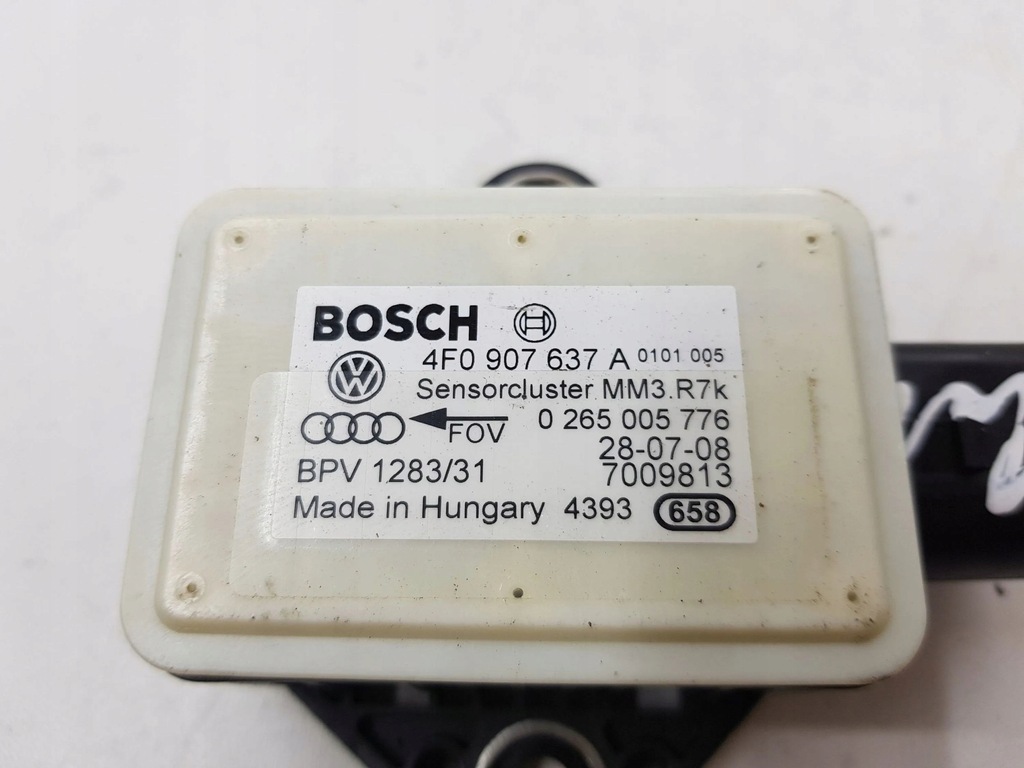 BOSCH
4F0 907 637 A 0101 005
Sensorcluster MM3.R7k
FOV 0 265 005 776
28-07-08
BPV 1283/31 7009813
Made in Hungary 4393 658